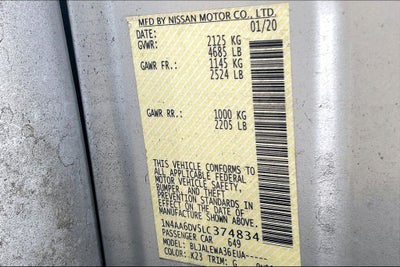 MFD BY NISSAN MOTOR CO., LTD.
DATE: 01/20
GVWR: 2125 KG
4685 LB
GAWR FR.: 1145 KG
2524 LB
GAWR RR.: 1000 KG
2205 LB
THIS VEHICLE CONFORMS TO
ALL APPLICABLE FEDERAL
MOTOR VEHICLE SAFETY,
BUMPER, AND THEFT
PREVENTION STANDARDS
IN EFFECT ON THE DATE OF
MANUFACTURE SHOWN ABOVE.
1N4AA6DV5LC374834
PASSENGER CAR 649
MODEL: BLJALEWA36EUA-----
COLOR: K23 TRIM: G